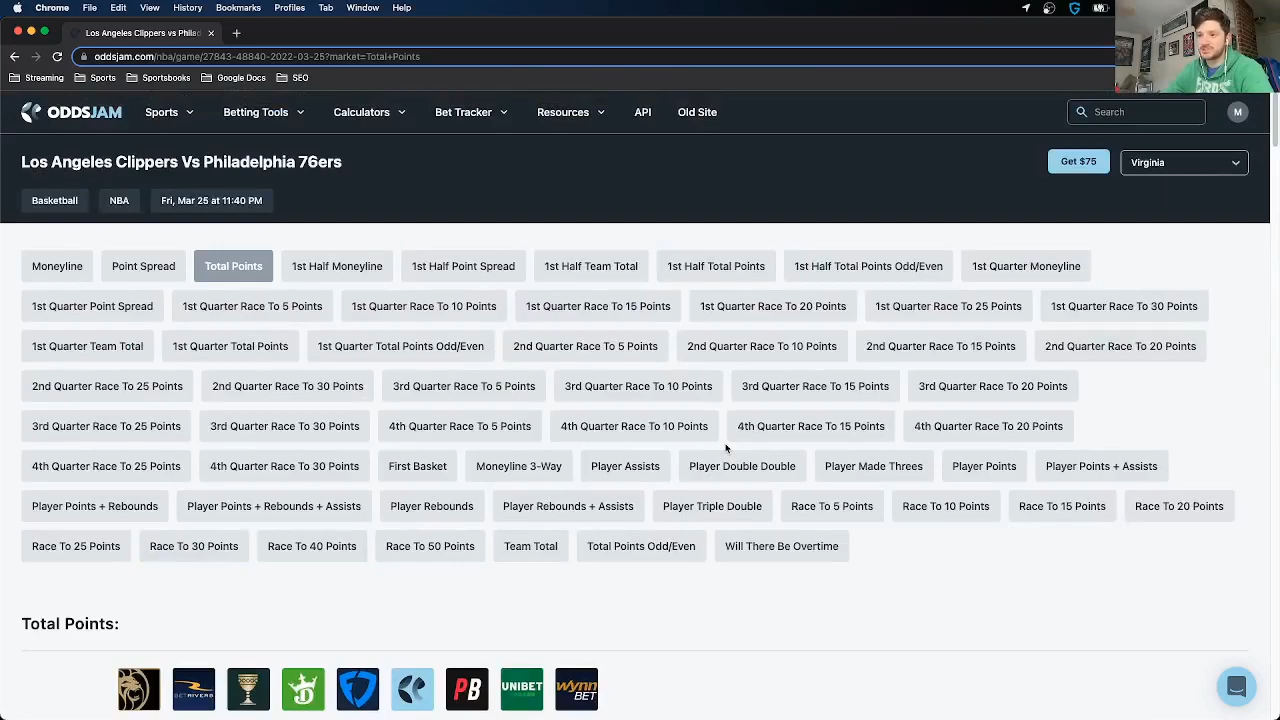 Chrome File Edit View History Bookmarks Profiles Tab Window Help
Los Angeles Clippers vs Philad
oddsjam.com/nba/game/27843-48840-2022-03-25?market=Total+Points
Streaming Sports Sportsbooks Google Docs SEO
ODDSJAM Sports Betting Tools Calculators Bet Tracker Resources API Old Site Search M
Los Angeles Clippers Vs Philadelphia 76ers Get $75 Virginia
Basketball NBA Fri, Mar 25 at 11:40 PM
Moneyline Point Spread Total Points 1st Half Moneyline 1st Half Point Spread 1st Half Team Total 1st Half Total Points 1st Half Total Points Odd/Even 1st Quarter Moneyline
1st Quarter Point Spread 1st Quarter Race To 5 Points 1st Quarter Race To 10 Points 1st Quarter Race To 15 Points 1st Quarter Race To 20 Points 1st Quarter Race To 25 Points 1st Quarter Race To 30 Points
1st Quarter Team Total 1st Quarter Total Points 1st Quarter Total Points Odd/Even 2nd Quarter Race To 5 Points 2nd Quarter Race To 10 Points 2nd Quarter Race To 15 Points 2nd Quarter Race To 20 Points
2nd Quarter Race To 25 Points 2nd Quarter Race To 30 Points 3rd Quarter Race To 5 Points 3rd Quarter Race To 10 Points 3rd Quarter Race To 15 Points 3rd Quarter Race To 20 Points
3rd Quarter Race To 25 Points 3rd Quarter Race To 30 Points 4th Quarter Race To 5 Points 4th Quarter Race To 10 Points 4th Quarter Race To 15 Points 4th Quarter Race To 20 Points
4th Quarter Race To 25 Points 4th Quarter Race To 30 Points First Basket Moneyline 3-Way Player Assists Player Double Double Player Made Threes Player Points Player Points + Assists
Player Points + Rebounds Player Points + Rebounds + Assists Player Rebounds Player Rebounds + Assists Player Triple Double Race To 5 Points Race To 10 Points Race To 15 Points Race To 20 Points
Race To 25 Points Race To 30 Points Race To 40 Points Race To 50 Points Team Total Total Points Odd/Even Will There Be Overtime
Total Points:
BETRIVERS PB UNIBET WYNN BET